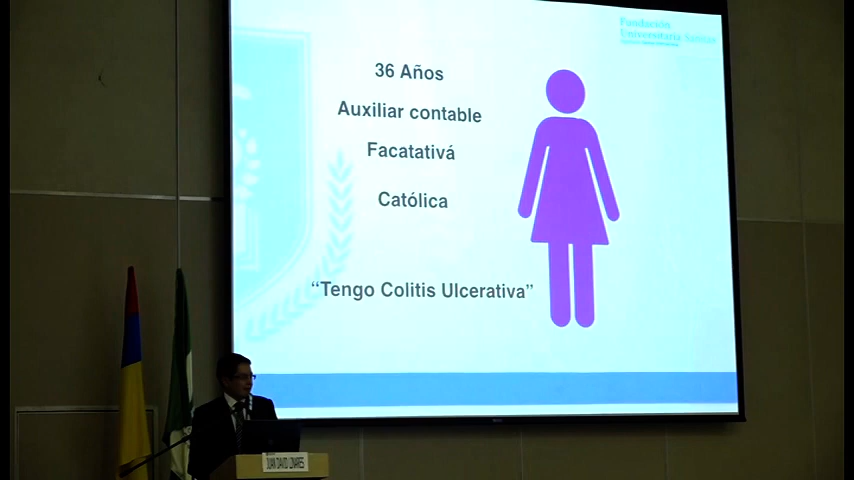 Fundación
Universitaria Sanitas
36 Años
Auxiliar contable
Facatativá
Católica
“Tengo Colitis Ulcerativa”
JUAN DAVID LINARES